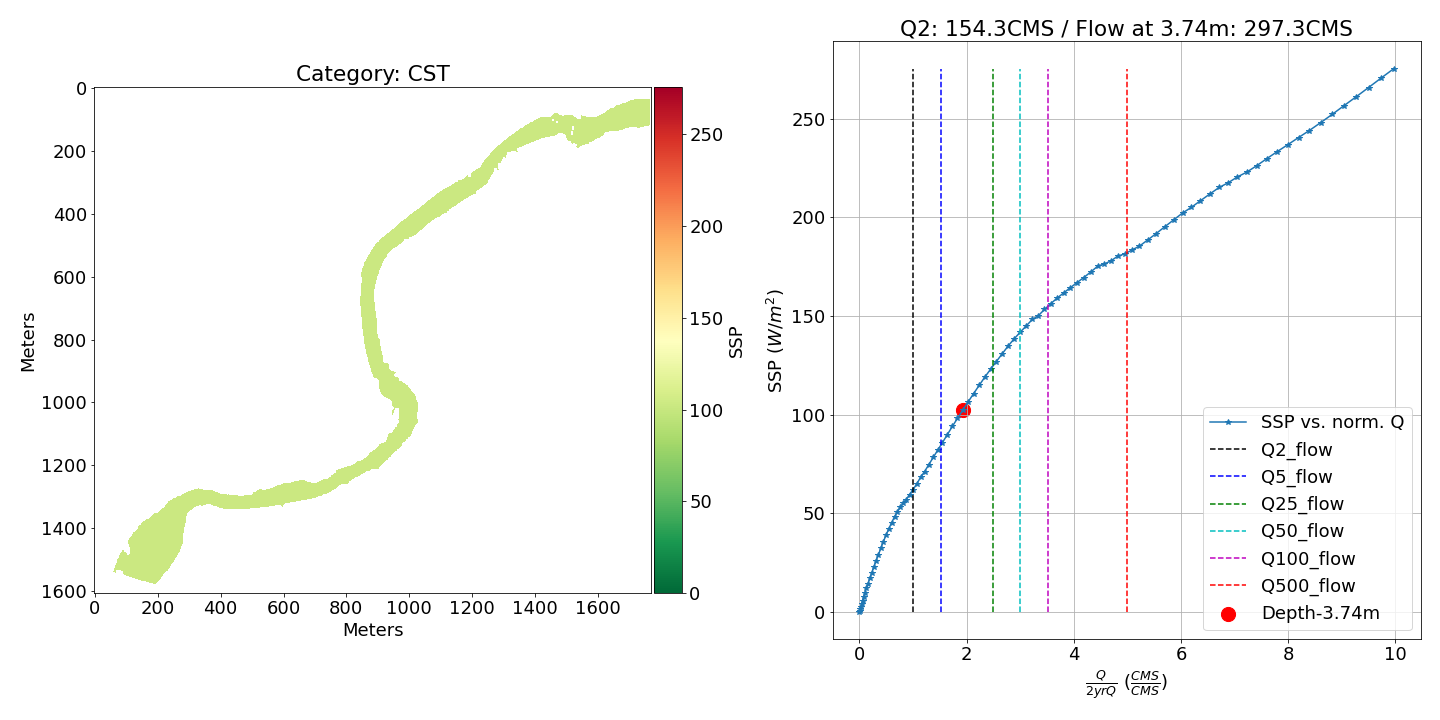 Category: CST
0
200
400
600
800
1000
1200
1400
1600
Meters
0 200 400 600 800 1000 1200 1400 1600
Meters
250
200
150
100
50
0
SSP
Q2: 154.3CMS / Flow at 3.74m: 297.3CMS
250
200
150
100
50
0
SSP (W/m²)
0 2 4 6 8 10
Q/2yrQ (CMS/CMS)
SSP vs. norm. Q
Q2_flow
Q5_flow
Q25_flow
Q50_flow
Q100_flow
Q500_flow
Depth-3.74m